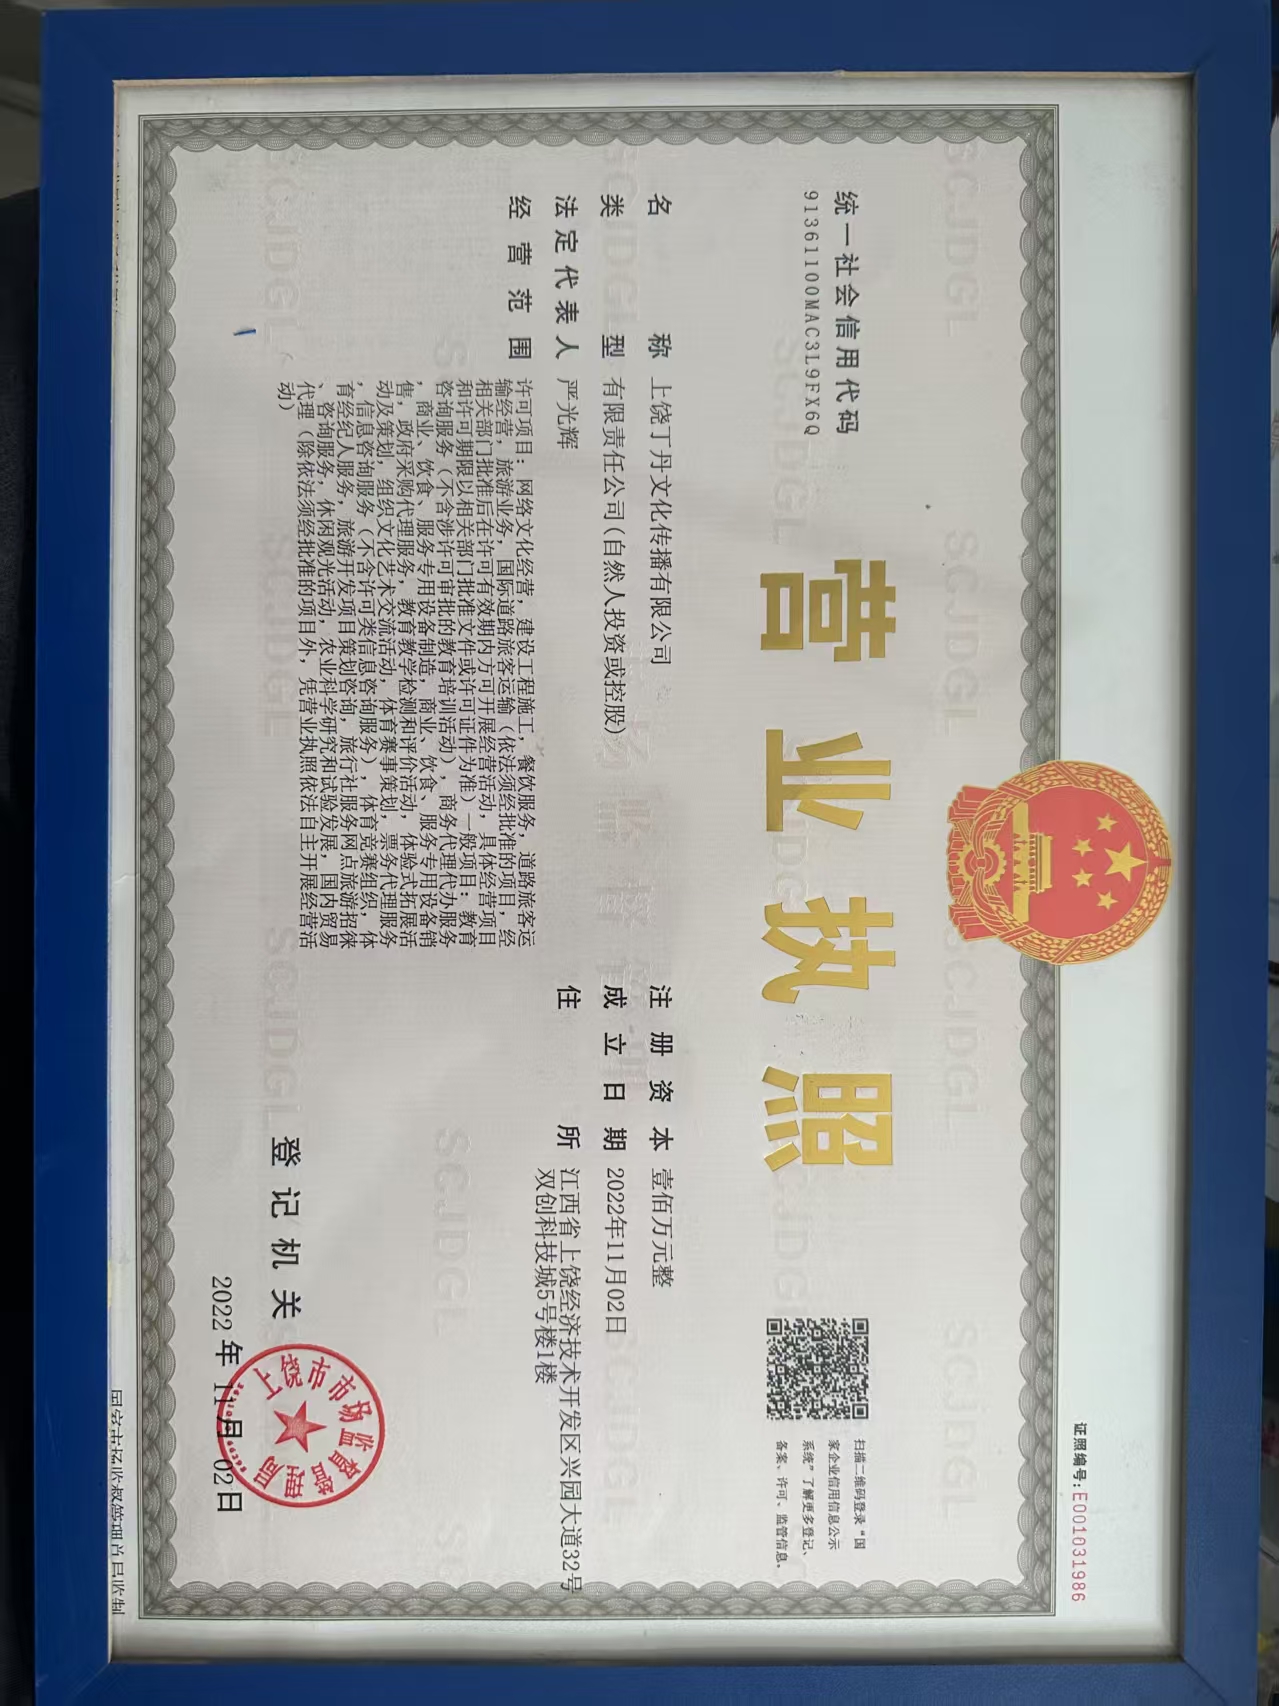 证照编号：E001031986
统一社会信用代码
91361100MAC3L9FX6Q
营业执照
扫描二维码登录“国
家企业信用信息公示
系统”了解更多登记、
备案、许可、监管信息。
名称 上饶丁丹文化传播有限公司
类型 有限责任公司(自然人投资或控股)
法定代表人 严光辉
经营范围 许可项目：网络文化经营，建设工程施工，餐饮服务，道路旅客运
输经营，旅游业务，国际道路旅客运输（依法须经批准的项目，经
相关部门批准后在许可有效期内方可开展经营活动，具体经营项目
和许可期限以相关部门批准文件或许可证件为准）一般项目：教育
咨询服务（不含涉许可审批的教育培训活动），商务代理代办服务
，商业、饮食、服务专用设备制造，商业、饮食、服务专用设备销
售，政府采购代理服务，教育教学检测和评价活动，体验式拓展活
动及策划，组织文化艺术交流活动，体育赛事策划，票务代理服务
，信息咨询服务（不含许可类信息咨询服务），体育竞赛组织，体
育经纪人服务，旅游开发项目策划咨询，旅行社服务网点旅游招徕
、咨询服务，休闲观光活动，农业科学研究和试验发展，国内贸易
代理（除依法须经批准的项目外，凭营业执照依法自主开展经营活
动）
注册资本 壹佰万元整
成立日期 2022年11月02日
住所 江西省上饶经济技术开发区兴园大道32号
双创科技城5号楼1楼
登记机关
上饶市市场监督管理局
2022年11月02日
国家市场监督管理总局监制
SCJDGL